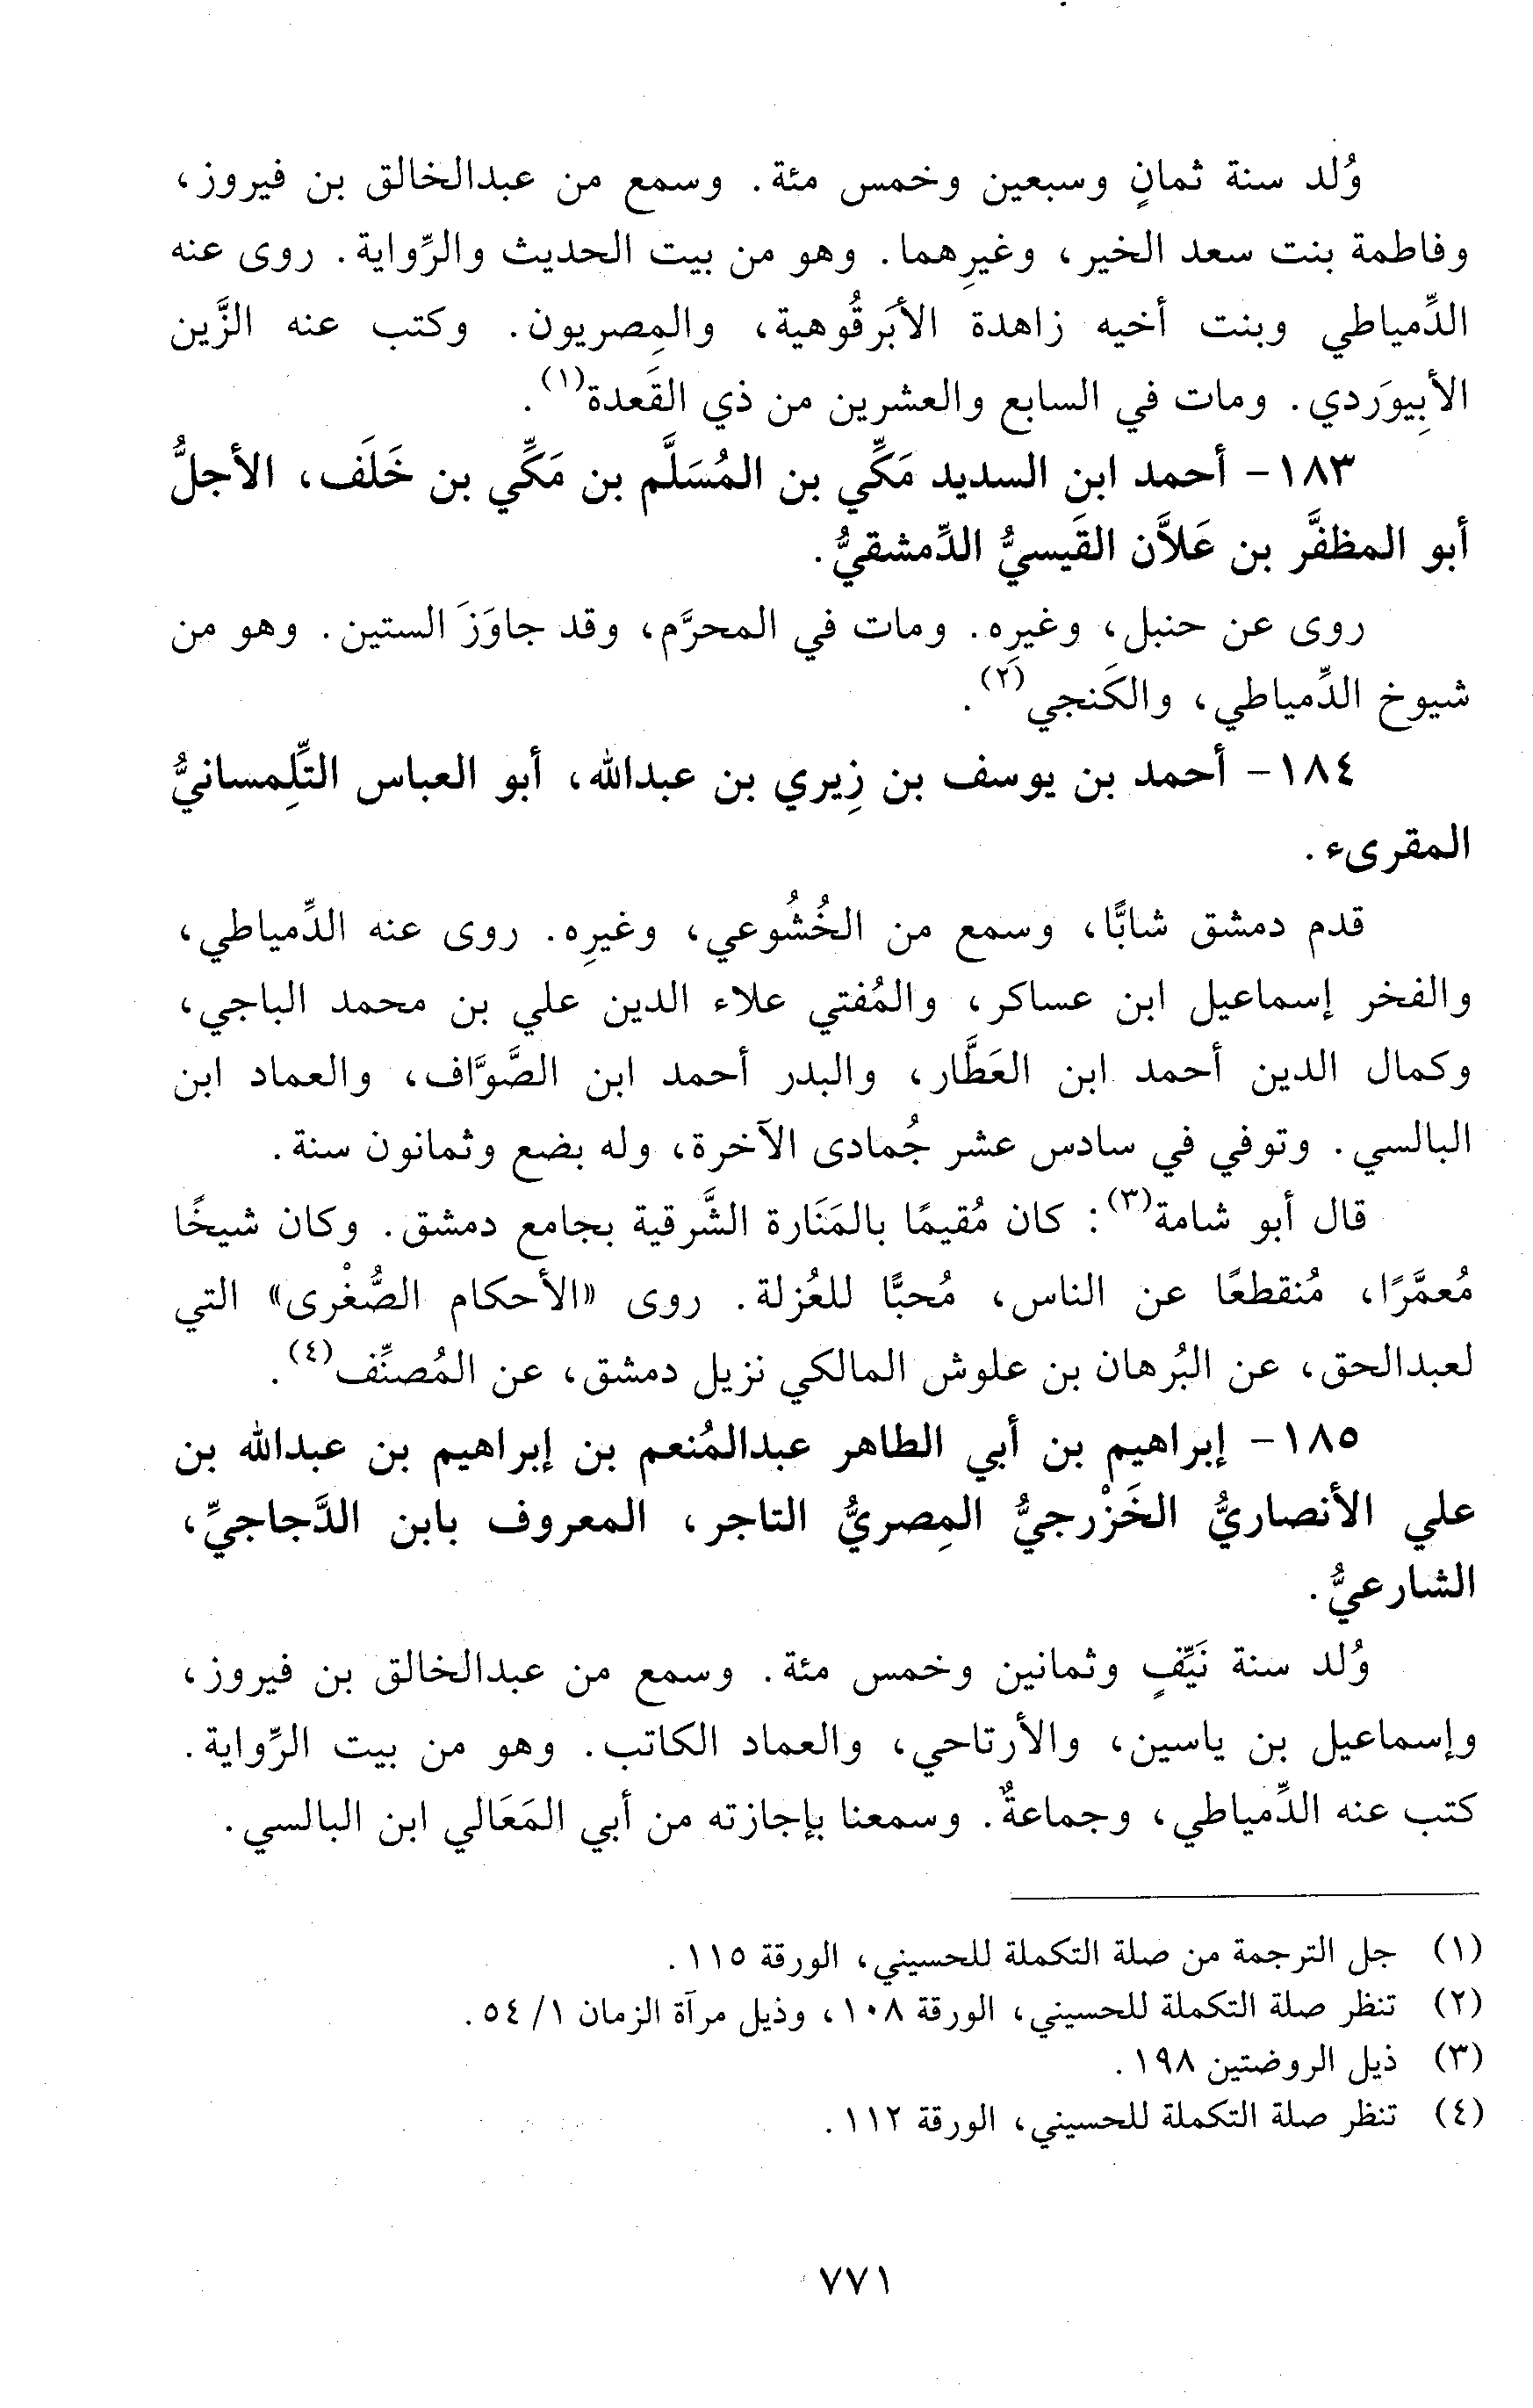 وُلد سنة ثمانٍ وسبعين وخمس مئة. وسمع من عبدالخالق بن فيروز،
وفاطمة بنت سعد الخير، وغيرِهما. وهو من بيت الحديث والرِّواية. روى عنه
الدِّمياطي وبنت أخيه زاهدة الأبَرقُوهية، والمِصريون. وكتب عنه الزَّين
الأبِيوَردي. ومات في السابع والعشرين من ذي القَعدة(١).
١٨٣- أحمد ابن السديد مَكِّي بن المُسَلَّم بن مَكِّي بن خَلَف، الأجلُّ
أبو المظفَّر بن عَلاَّن القَيسيُّ الدِّمشقيُّ.
روى عن حنبل، وغيرِه. ومات في المحرَّم، وقد جاوَزَ الستين. وهو من
شيوخ الدِّمياطي، والكَنجي(٢).
١٨٤- أحمد بن يوسف بن زِيري بن عبدالله، أبو العباس التِّلِمسانيُّ
المقرىء.
قدم دمشق شابًّا، وسمع من الخُشُوعي، وغيرِه. روى عنه الدِّمياطي،
والفخر إسماعيل ابن عساكر، والمُفتي علاء الدين علي بن محمد الباجي،
وكمال الدين أحمد ابن العَطَّار، والبدر أحمد ابن الصَّوَّاف، والعماد ابن
البالسي. وتوفي في سادس عشر جُمادى الآخرة، وله بضع وثمانون سنة.
قال أبو شامة(٣): كان مُقيمًا بالمَنَارة الشَّرقية بجامع دمشق. وكان شيخًا
مُعمَّرًا، مُنقطعًا عن الناس، مُحبًّا للعُزلة. روى «الأحكام الصُّغْرى» التي
لعبدالحق، عن البُرهان بن علوش المالكي نزيل دمشق، عن المُصنِّف(٤).
١٨٥- إبراهيم بن أبي الطاهر عبدالمُنعم بن إبراهيم بن عبدالله بن
علي الأنصاريُّ الخَزْرجيُّ المِصريُّ التاجر، المعروف بابن الدَّجاجيِّ،
الشارعيُّ.
وُلد سنة نَيِّفٍ وثمانين وخمس مئة. وسمع من عبدالخالق بن فيروز،
وإسماعيل بن ياسين، والأرتاحي، والعماد الكاتب. وهو من بيت الرِّواية.
كتب عنه الدِّمياطي، وجماعةٌ. وسمعنا بإجازته من أبي المَعَالي ابن البالسي.
(١) جل الترجمة من صلة التكملة للحسيني، الورقة ١١٥.
(٢) تنظر صلة التكملة للحسيني، الورقة ١٠٨، وذيل مرآة الزمان ١/ ٥٤.
(٣) ذيل الروضتين ١٩٨.
(٤) تنظر صلة التكملة للحسيني، الورقة ١١٢.
٧٧١